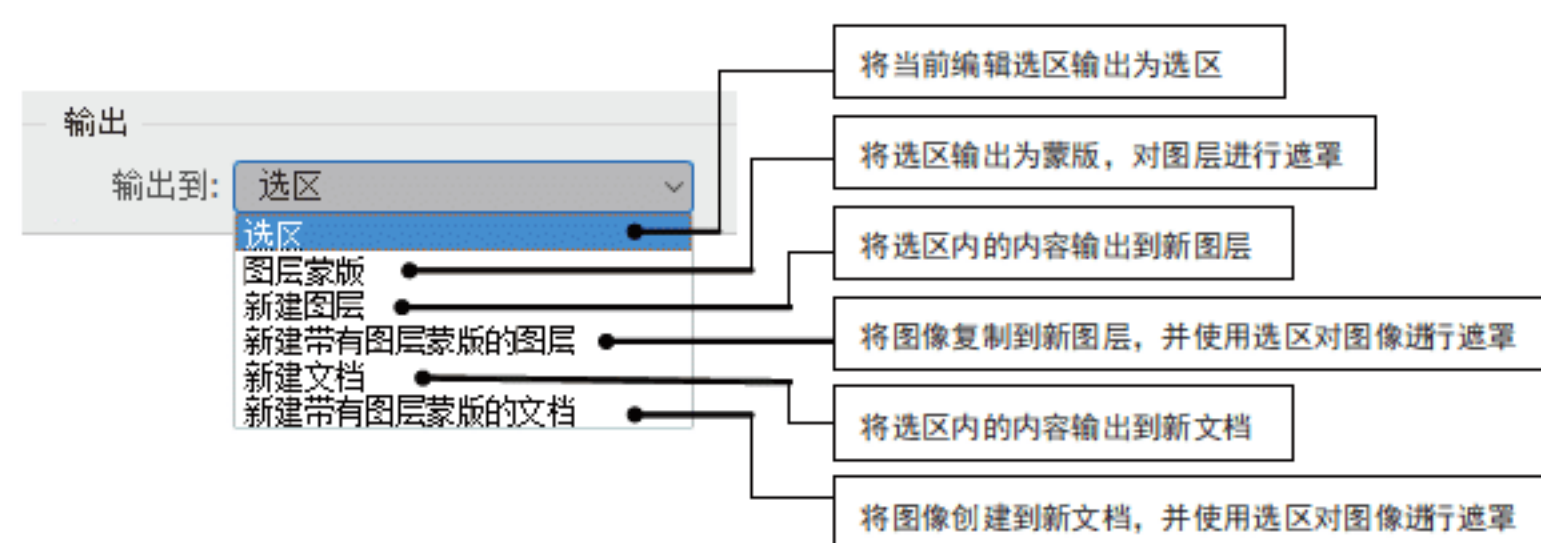 将当前编辑选区输出为选区
输出
将选区输出为蒙版，对图层进行遮罩
输出到: 选区
选区
将选区内的内容输出到新图层
图层蒙版
新建图层
新建带有图层蒙版的图层
将图像复制到新图层，并使用选区对图像进行遮罩
新建文档
新建带有图层蒙版的文档
将选区内的内容输出到新文档
将图像创建到新文档，并使用选区对图像进行遮罩